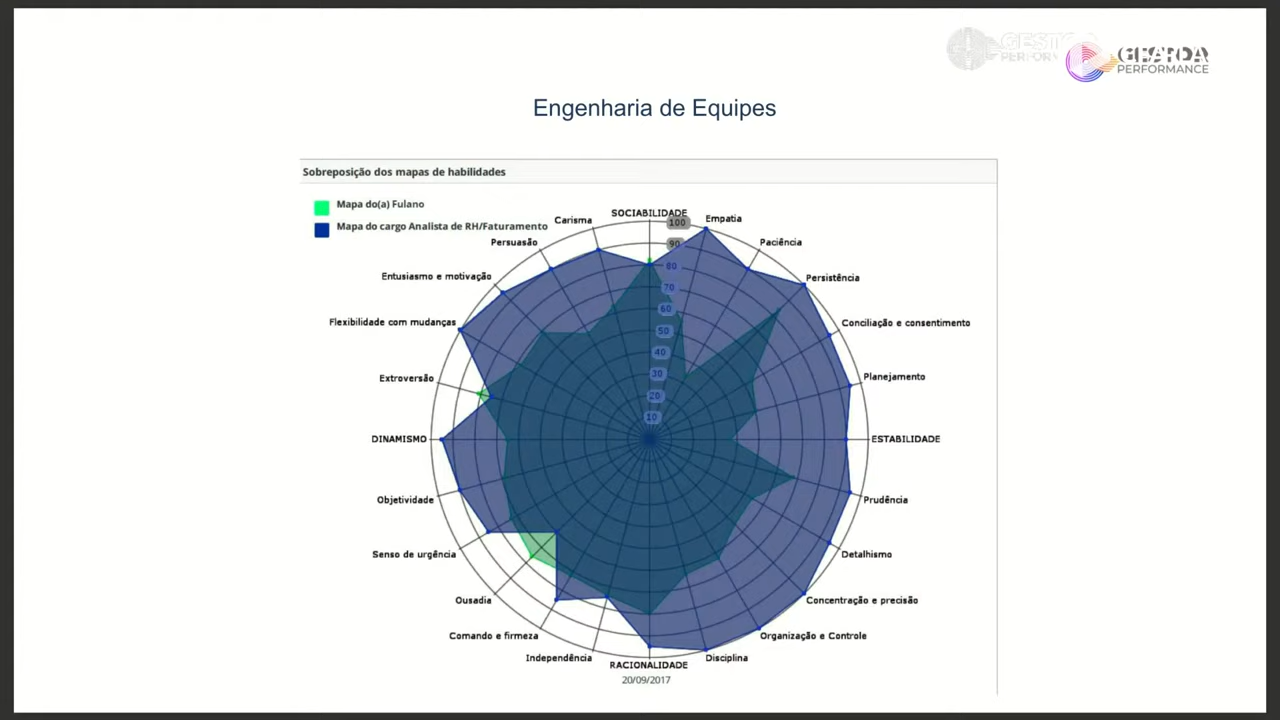 PERFORMANCE
Engenharia de Equipes
Sobreposição dos mapas de habilidades
Mapa do(a) Fulano
Mapa do cargo Analista de RH/Faturamento
SOCIABILIDADE
Empatia
Paciência
Persistência
Conciliação e consentimento
Planejamento
ESTABILIDADE
Prudência
Detalhismo
Concentração e precisão
Organização e Controle
Disciplina
RACIONALIDADE
Independência
Comando e firmeza
Ousadia
Senso de urgência
Objetividade
DINAMISMO
Extroversão
Flexibilidade com mudanças
Entusiasmo e motivação
Persuasão
Carisma
100
90
80
70
60
50
40
30
20
10
20/09/2017